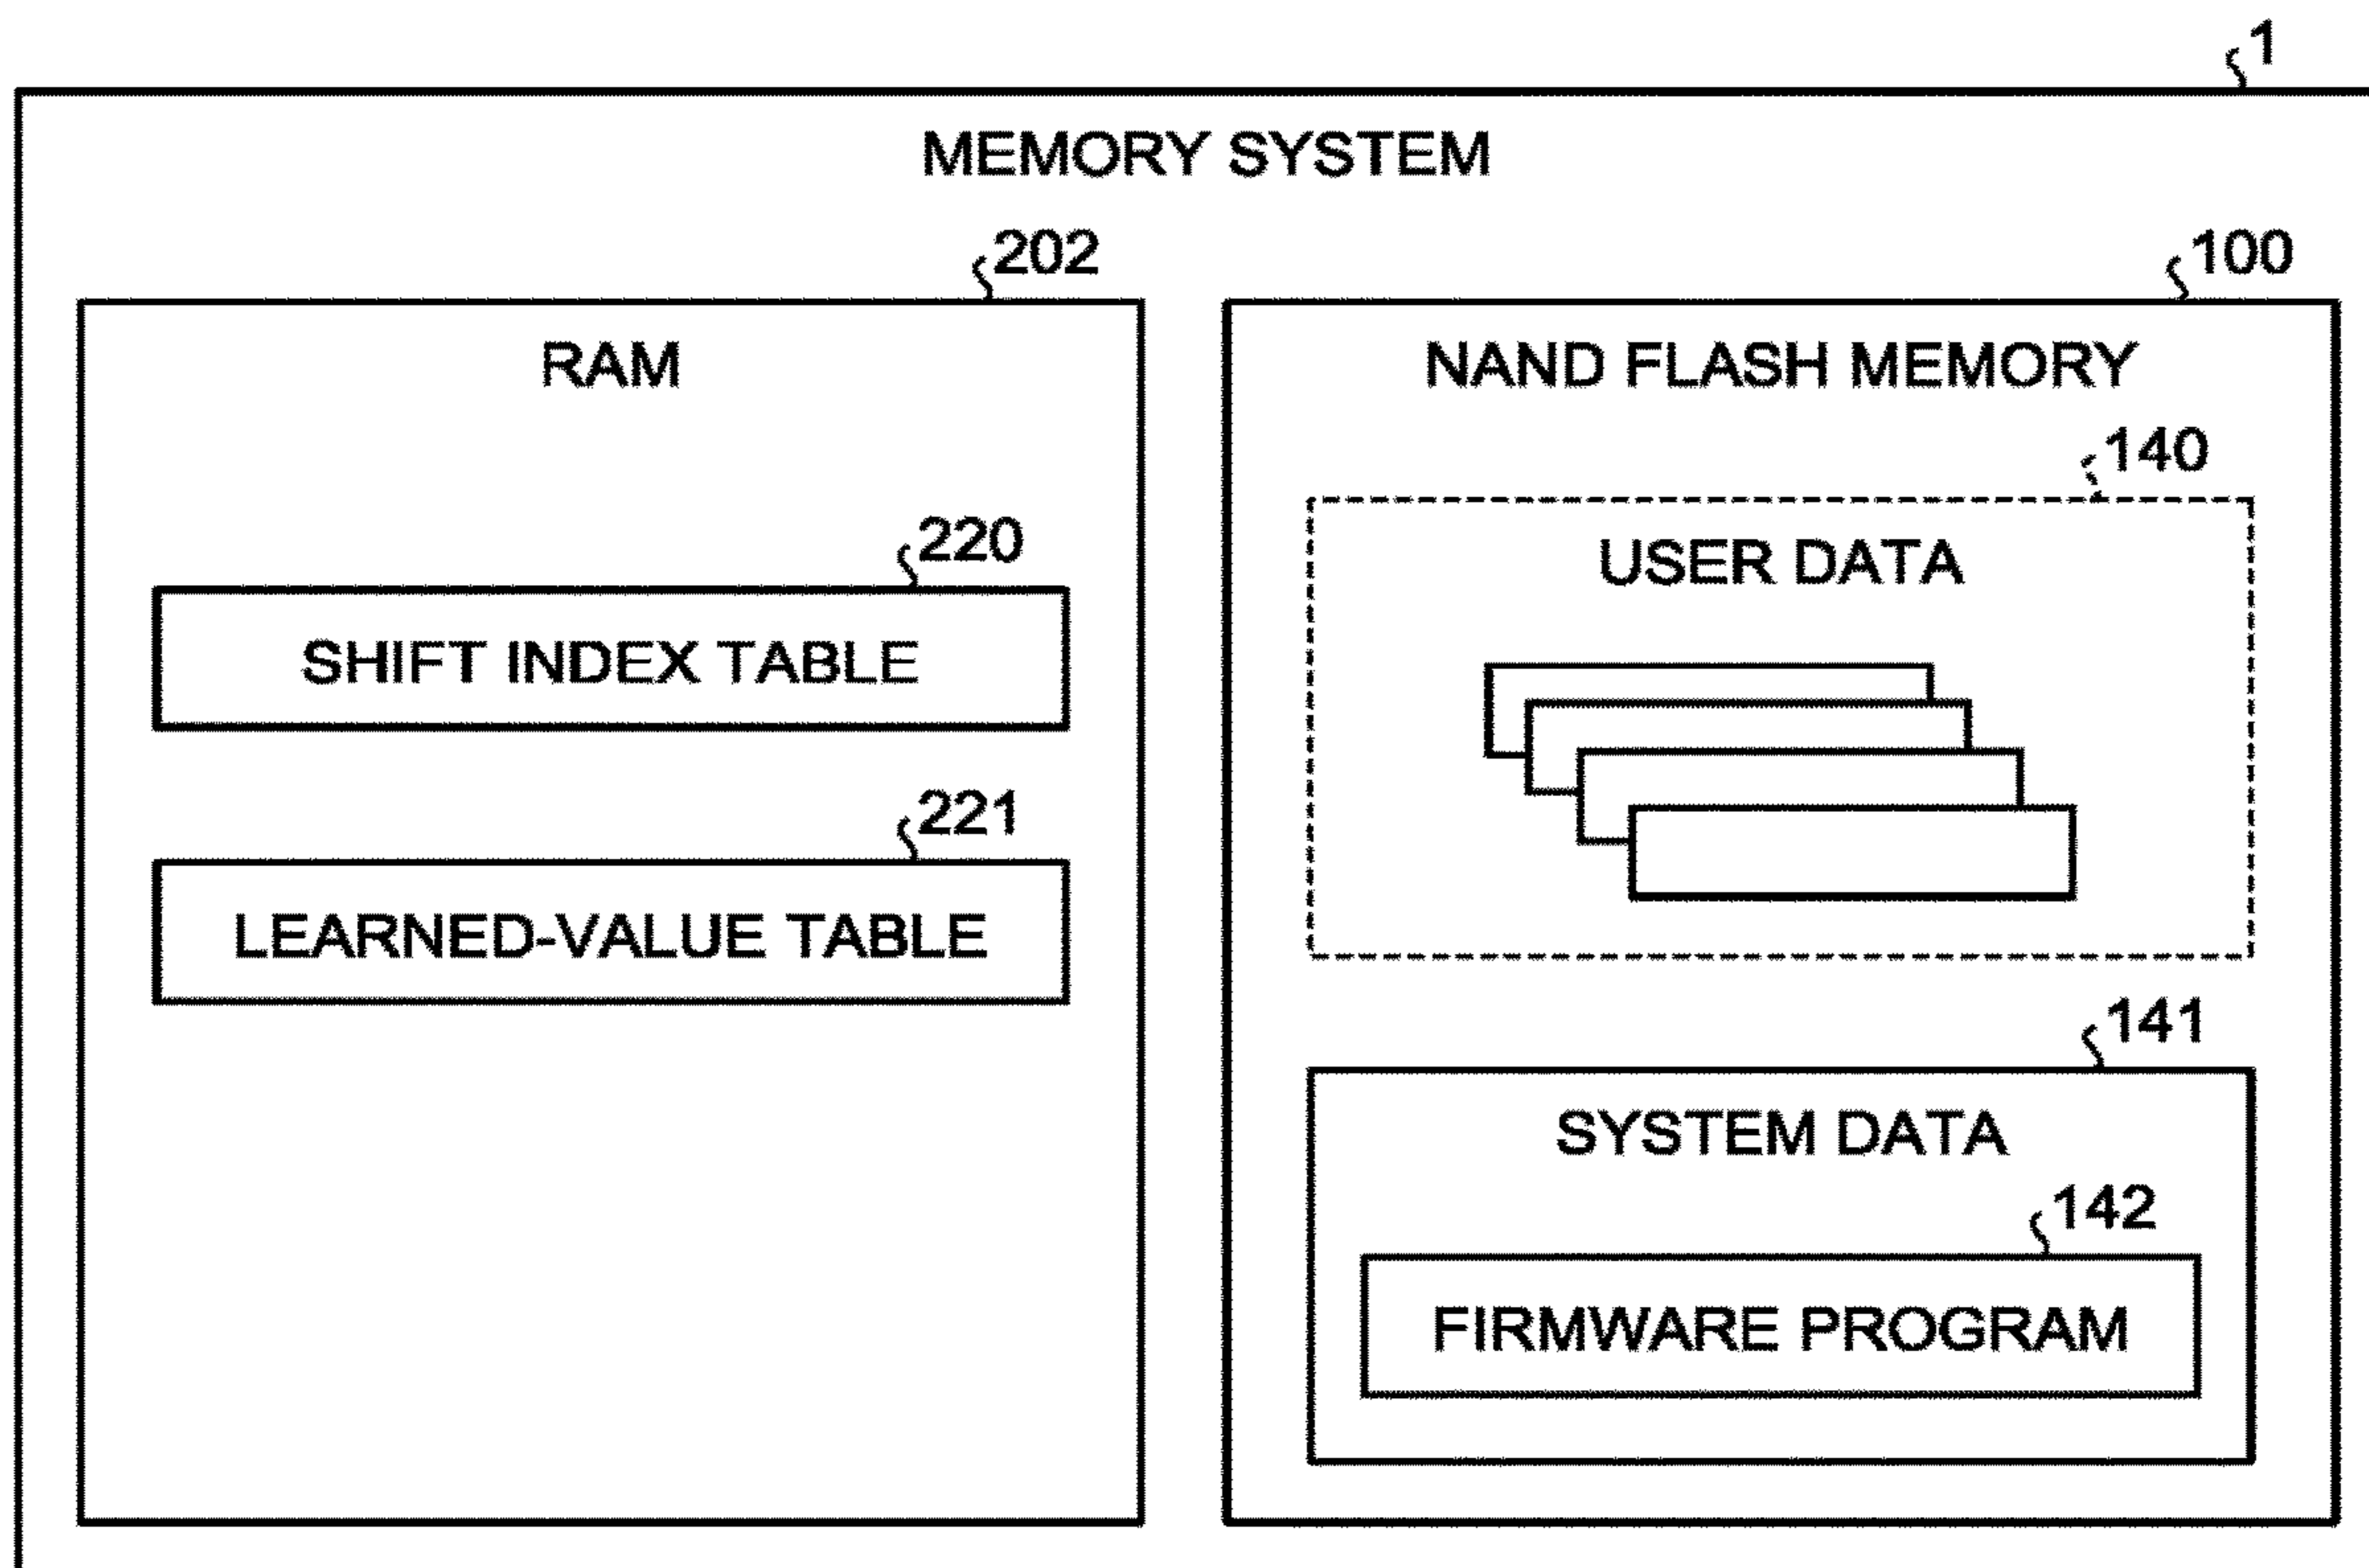 1
MEMORY SYSTEM
202
RAM
220
SHIFT INDEX TABLE
221
LEARNED-VALUE TABLE
100
NAND FLASH MEMORY
140
USER DATA
141
SYSTEM DATA
142
FIRMWARE PROGRAM